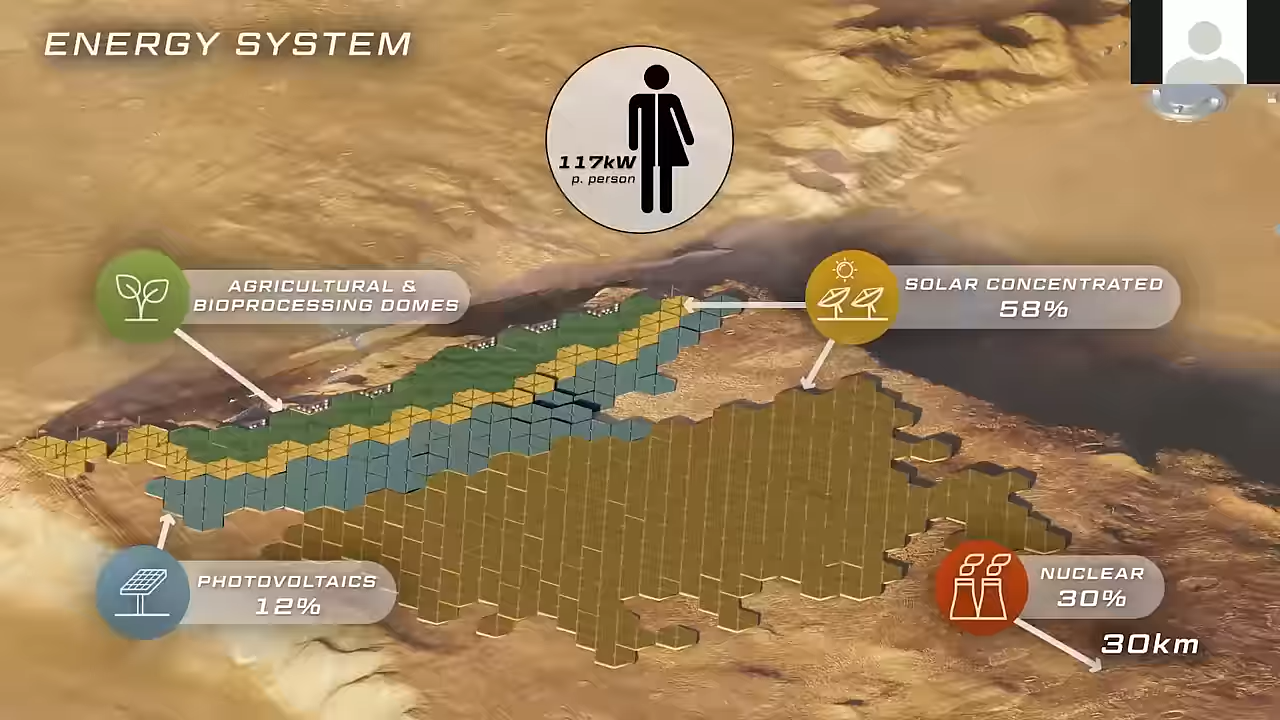 ENERGY SYSTEM
117kW
p. person
AGRICULTURAL &
BIOPROCESSING DOMES
SOLAR CONCENTRATED
58%
PHOTOVOLTAICS
12%
NUCLEAR
30%
30km